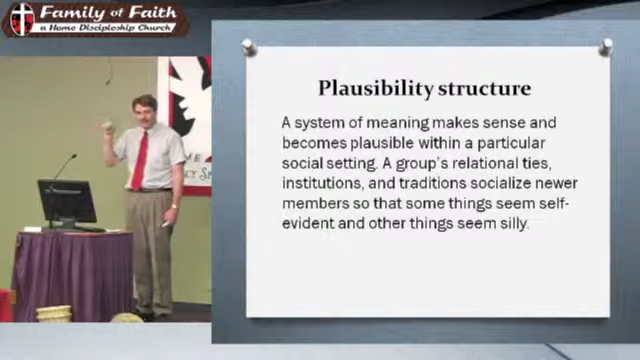 Family of Faith
a Home Discipleship Church
Plausibility structure
A system of meaning makes sense and
becomes plausible within a particular
social setting. A group's relational ties,
institutions, and traditions socialize newer
members so that some things seem self-
evident and other things seem silly.
ME